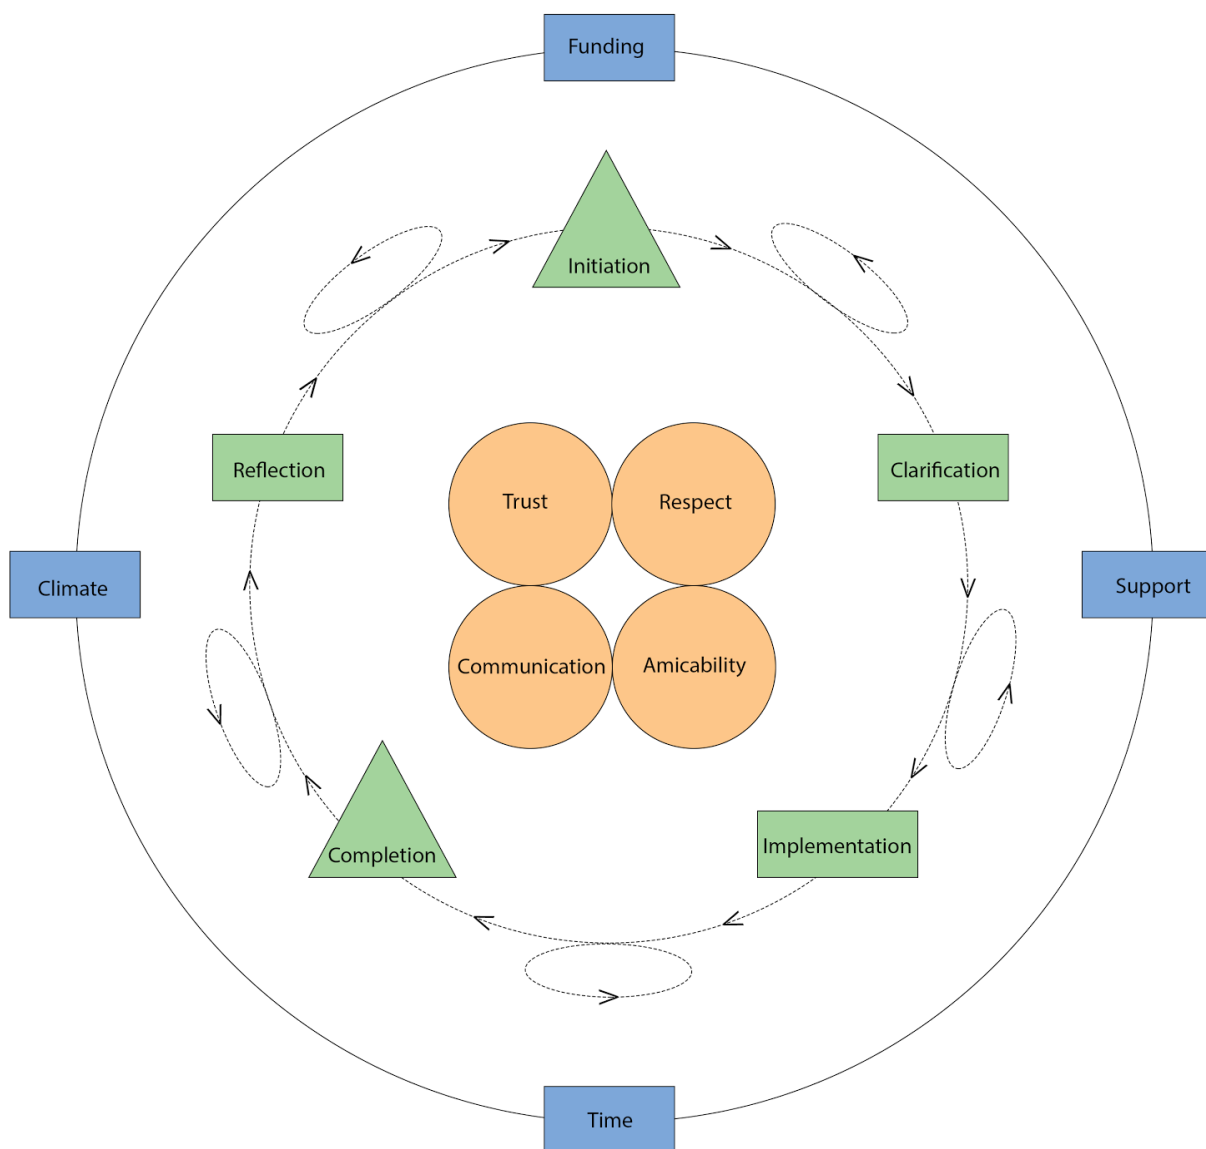 Funding
Initiation
Reflection
Clarification
Trust
Respect
Climate
Support
Communication
Amicability
Completion
Implementation
Time